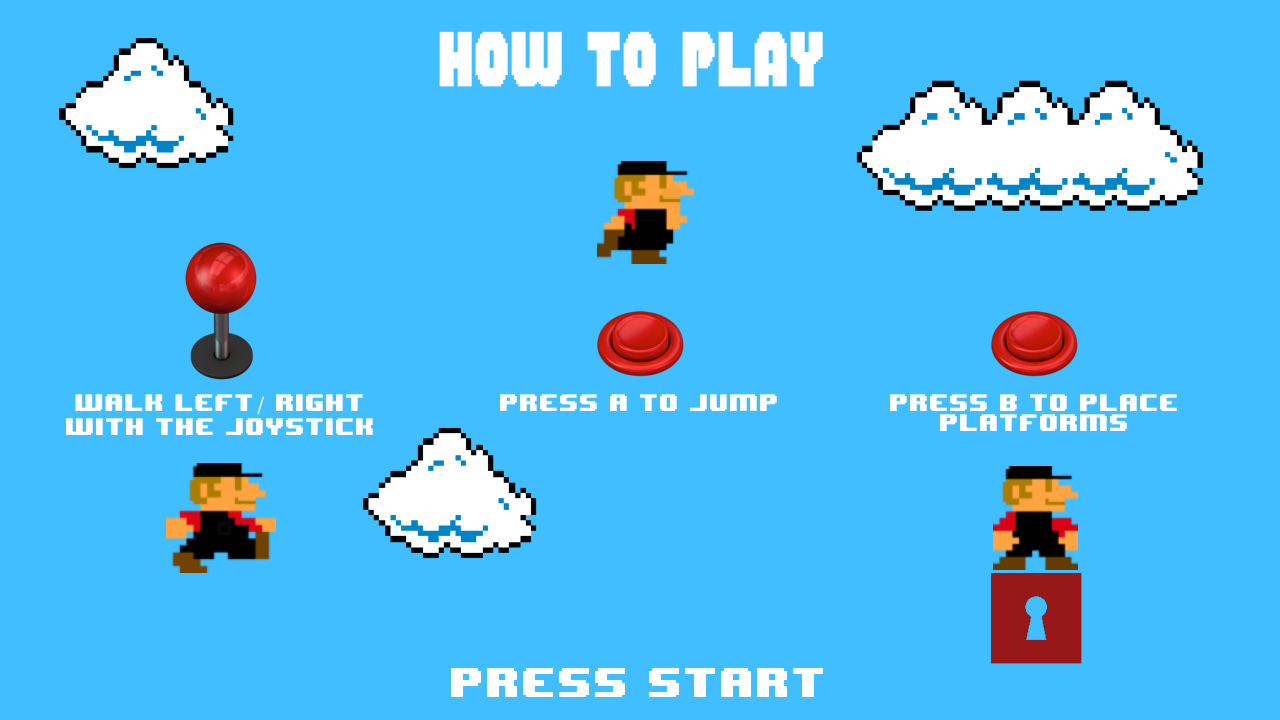 HOW TO PLAY
WALK LEFT/ RIGHT
WITH THE JOYSTICK
PRESS A TO JUMP
PRESS B TO PLACE
PLATFORMS
PRESS START